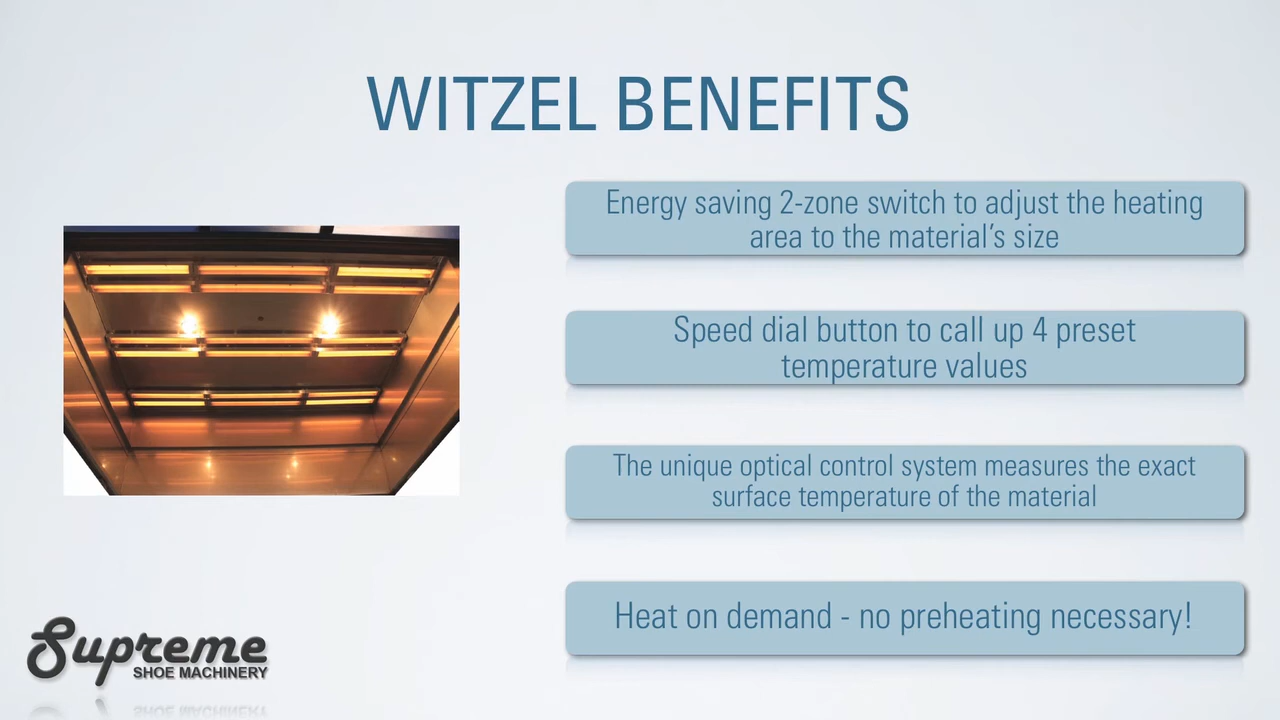 WITZEL BENEFITS
Energy saving 2-zone switch to adjust the heating
area to the material's size
Speed dial button to call up 4 preset
temperature values
The unique optical control system measures the exact
surface temperature of the material
Heat on demand - no preheating necessary!
Supreme
SHOE MACHINERY